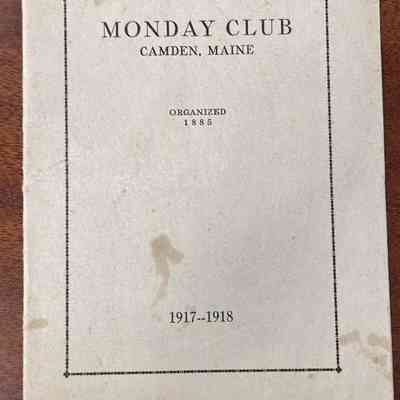 MONDAY CLUB
CAMDEN, MAINE
ORGANIZED
1885
1917--1918